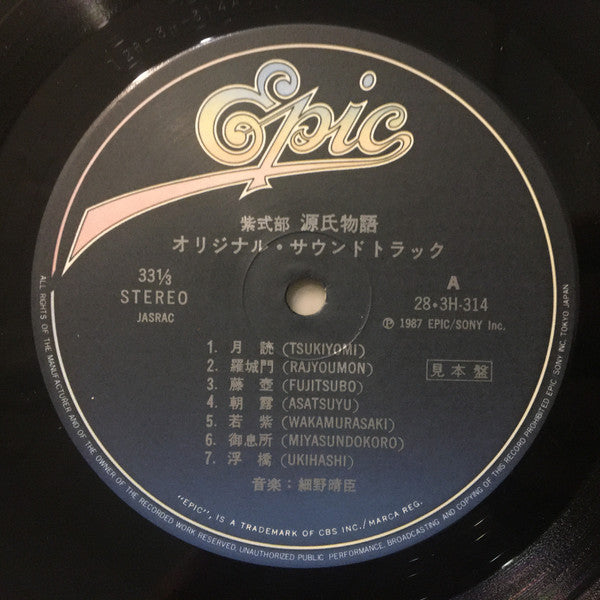 Epic
紫式部 源氏物語
オリジナル・サウンドトラック
33⅓
STEREO
JASRAC
A
28・3H-314
Ⓟ 1987 EPIC/SONY Inc.
1. 月読 (TSUKIYOMI)
2. 羅城門 (RAJYOUMON)
3. 藤壺 (FUJITSUBO)
4. 朝露 (ASATSUYU)
5. 若紫 (WAKAMURASAKI)
6. 御息所 (MIYASUNDOKORO)
7. 浮橋 (UKIHASHI)
見本盤
音楽：細野晴臣
"EPIC", IS A TRADEMARK OF CBS INC./MARCA REG.
ALL RIGHTS OF THE MANUFACTURER AND OF THE OWNER OF THE RECORDED WORK RESERVED. UNAUTHORIZED PUBLIC PERFORMANCE, BROADCASTING AND COPYING OF THIS RECORD PROHIBITED EPIC SONY INC. TOKYO JAPAN